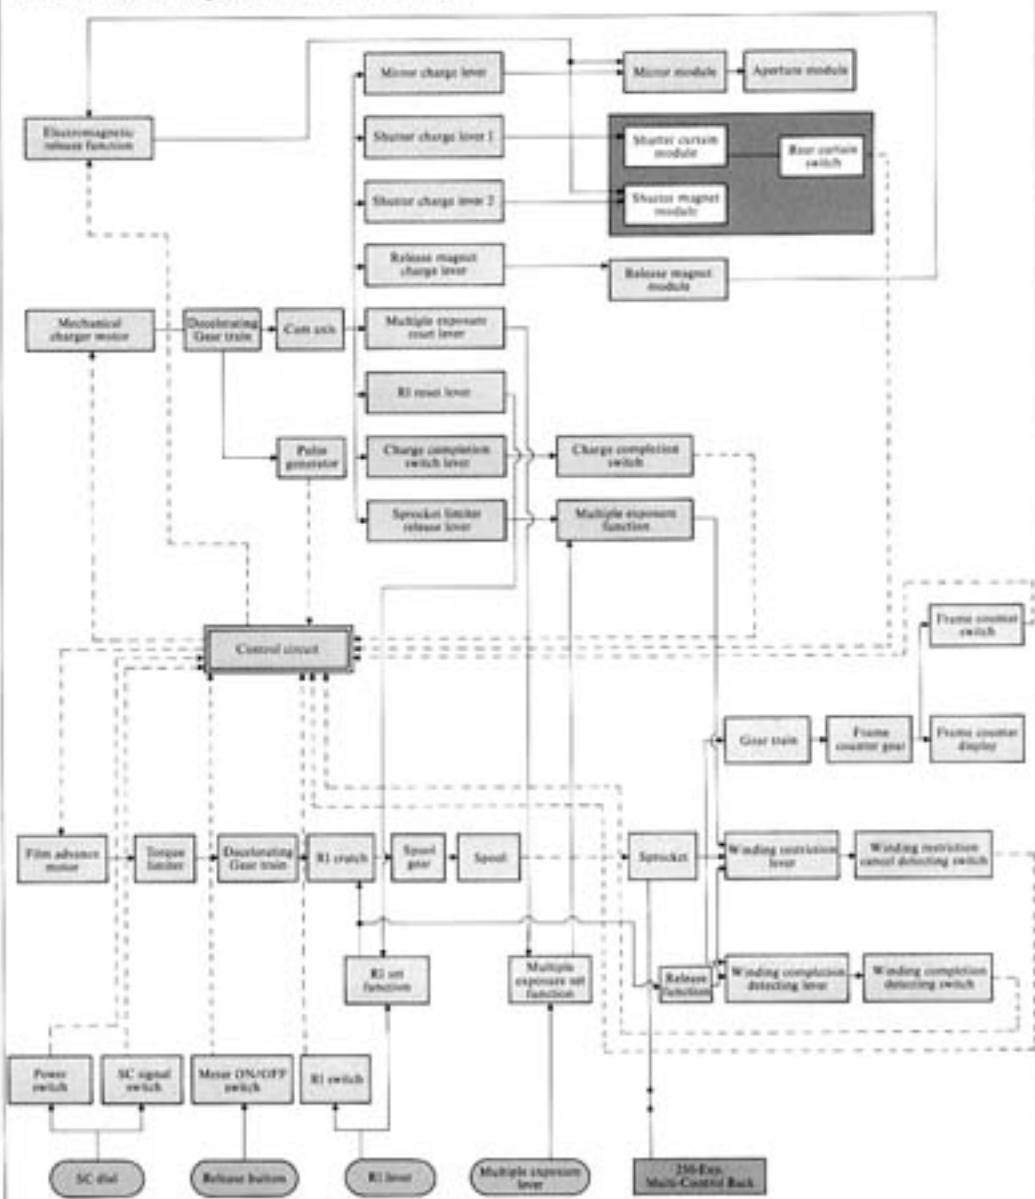 Mirror charge lever
Mirror module
Aperture module
Electromagnetic
release function
Shutter charge lever 1
Shutter curtain
module
Rear curtain
switch
Shutter charge lever 2
Shutter magnet
module
Release magnet
charge lever
Release magnet
module
Mechanical
charger motor
Decelerating
Gear train
Cam axis
Multiple exposure
reset lever
RI reset lever
Pulse
generator
Charge completion
switch lever
Charge completion
switch
Sprocket limiter
release lever
Multiple exposure
function
Control circuit
Frame counter
switch
Gear train
Frame
counter gear
Frame counter
display
Film advance
motor
Torque
limiter
Decelerating
Gear train
RI crutch
Spool
gear
Spool
Sprocket
Winding restriction
lever
Winding restriction
cancel detecting switch
RI set
function
Multiple
exposure set
function
Release
function
Winding completion
detecting lever
Winding completion
detecting switch
Power
switch
SC signal
switch
Meter ON/OFF
switch
RI switch
SC dial
Release button
RI lever
Multiple exposure
lever
250-Exp.
Multi-Control Back